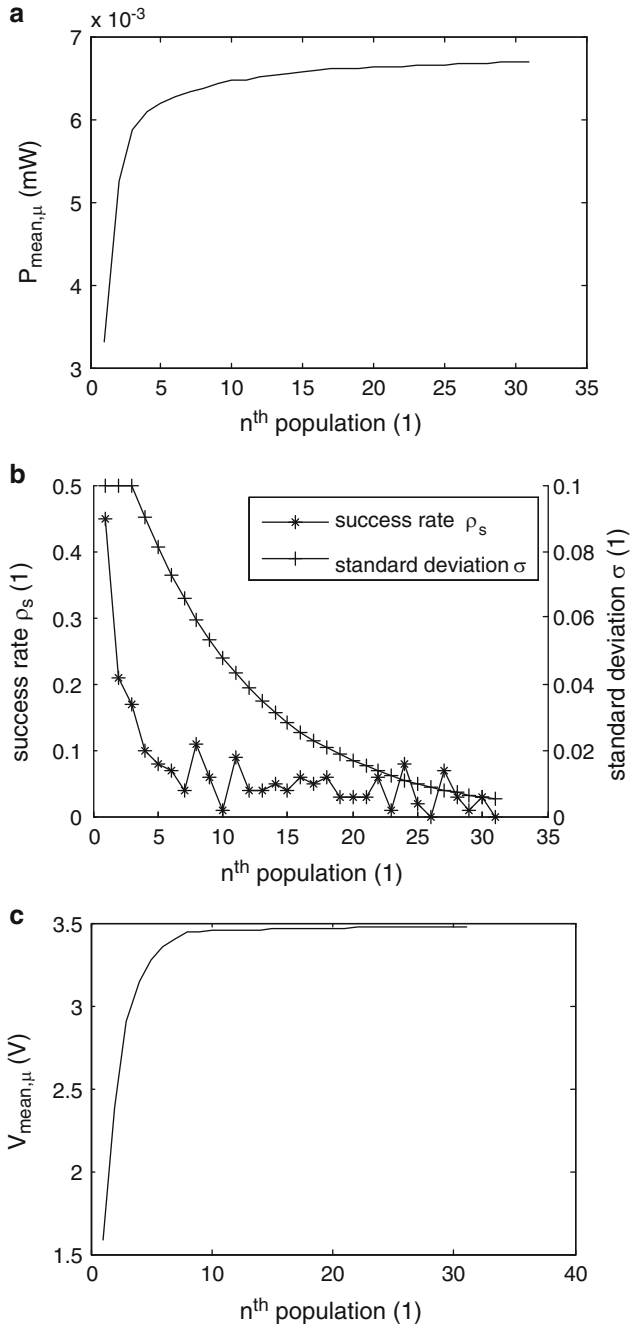 a
x 10⁻³
7
6
5
4
3
P_mean,μ (mW)
0 5 10 15 20 25 30 35
nᵗʰ population (1)
b
0.5
0.4
0.3
0.2
0.1
0
success rate ρ_s (1)
success rate ρ_s
standard deviation σ
0.1
0.08
0.06
0.04
0.02
0
standard deviation σ (1)
0 5 10 15 20 25 30 35
nᵗʰ population (1)
c
3.5
3
2.5
2
1.5
V_mean,μ (V)
0 10 20 30 40
nᵗʰ population (1)